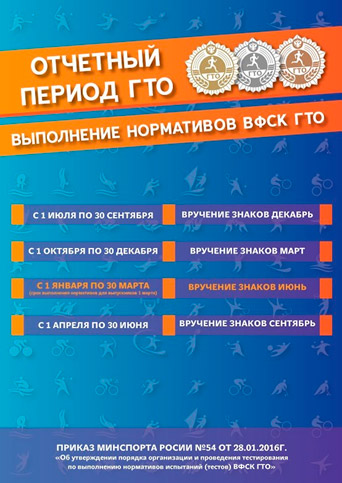 ОТЧЕТНЫЙ
ПЕРИОД ГТО
ГТО ГТО ГТО
ВЫПОЛНЕНИЕ НОРМАТИВОВ ВФСК ГТО
С 1 ИЮЛЯ ПО 30 СЕНТЯБРЯ ВРУЧЕНИЕ ЗНАКОВ ДЕКАБРЬ
С 1 ОКТЯБРЯ ПО 30 ДЕКАБРЯ ВРУЧЕНИЕ ЗНАКОВ МАРТ
С 1 ЯНВАРЯ ПО 30 МАРТА ВРУЧЕНИЕ ЗНАКОВ ИЮНЬ
(срок выполнения нормативов для выпускников 1 марта)
С 1 АПРЕЛЯ ПО 30 ИЮНЯ ВРУЧЕНИЕ ЗНАКОВ СЕНТЯБРЬ
ПРИКАЗ МИНСПОРТА РОСИИ №54 ОТ 28.01.2016Г.
«Об утверждении порядка организации и проведения тестирования
по выполнению нормативов испытаний (тестов) ВФСК ГТО»